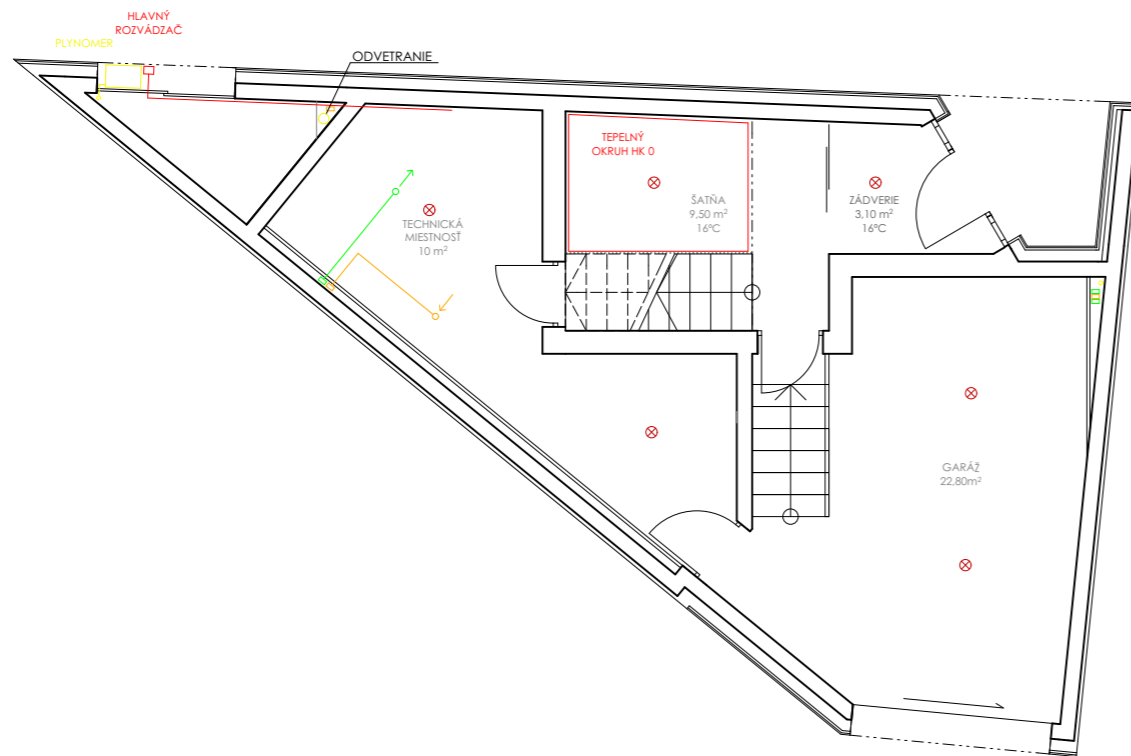 HLAVNÝ
ROZVÁDZAČ
PLYNOMER
ODVETRANIE
TEPELNÝ
OKRUH HK 0
ŠATŇA
9,50 m²
16°C
ZÁDVERIE
3,10 m²
16°C
TECHNICKÁ
MIESTNOSŤ
10 m²
GARÁŽ
22,80m²